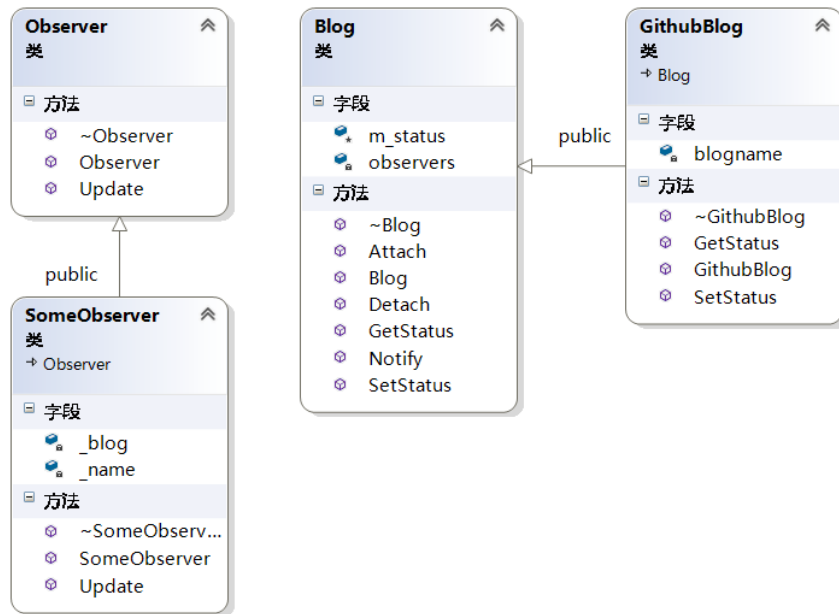 Observer
类
方法
~Observer
Observer
Update
public
SomeObserver
类
Observer
字段
_blog
_name
方法
~SomeObserv...
SomeObserver
Update
Blog
类
字段
m_status
observers
方法
~Blog
Attach
Blog
Detach
GetStatus
Notify
SetStatus
public
GithubBlog
类
Blog
字段
blogname
方法
~GithubBlog
GetStatus
GithubBlog
SetStatus